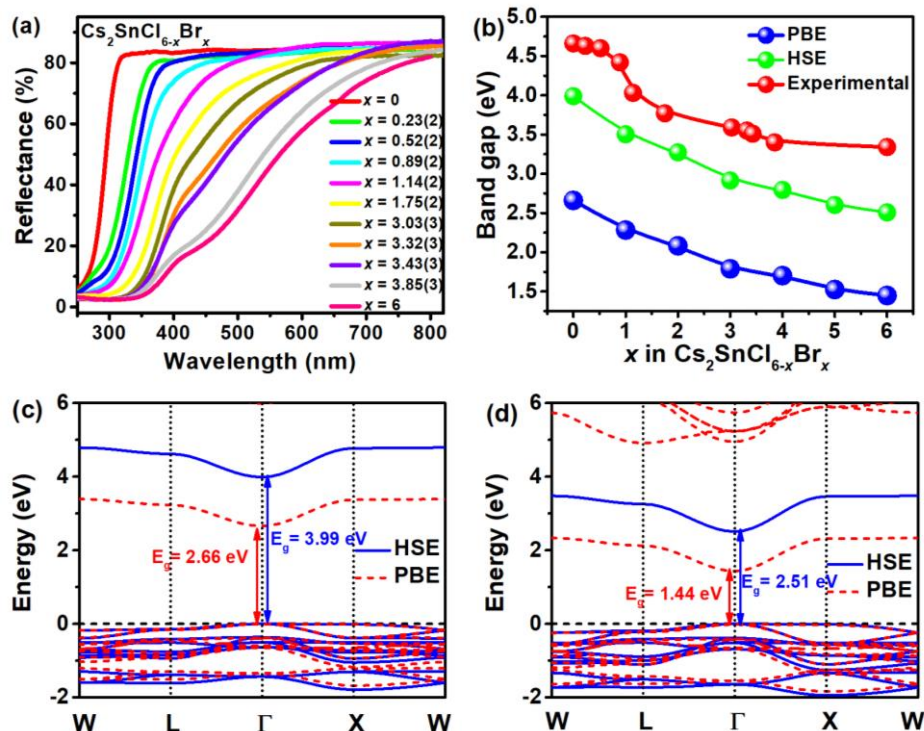 (a)
Cs₂SnCl₆₋ₓBrₓ
Reflectance (%)
80
60
40
20
0
x = 0
x = 0.23(2)
x = 0.52(2)
x = 0.89(2)
x = 1.14(2)
x = 1.75(2)
x = 3.03(3)
x = 3.32(3)
x = 3.43(3)
x = 3.85(3)
x = 6
300 400 500 600 700 800
Wavelength (nm)
(b)
Band gap (eV)
5.0
4.5
4.0
3.5
3.0
2.5
2.0
1.5
PBE
HSE
Experimental
0 1 2 3 4 5 6
x in Cs₂SnCl₆₋ₓBrₓ
(c)
Energy (eV)
6
4
2
0
-2
E_g= 2.66 eV
E_g= 3.99 eV
HSE
PBE
W L Γ X W
(d)
Energy (eV)
6
4
2
0
-2
E_g= 1.44 eV
E_g= 2.51 eV
HSE
PBE
W L Γ X W